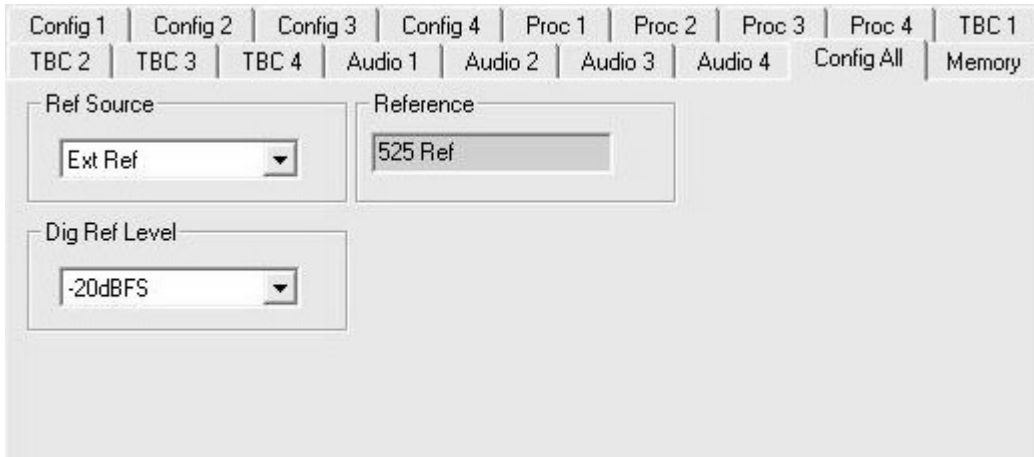 Config 1 Config 2 Config 3 Config 4 Proc 1 Proc 2 Proc 3 Proc 4 TBC 1
TBC 2 TBC 3 TBC 4 Audio 1 Audio 2 Audio 3 Audio 4 Config All Memory
Ref Source Reference
Ext Ref 525 Ref
Dig Ref Level
-20dBFS